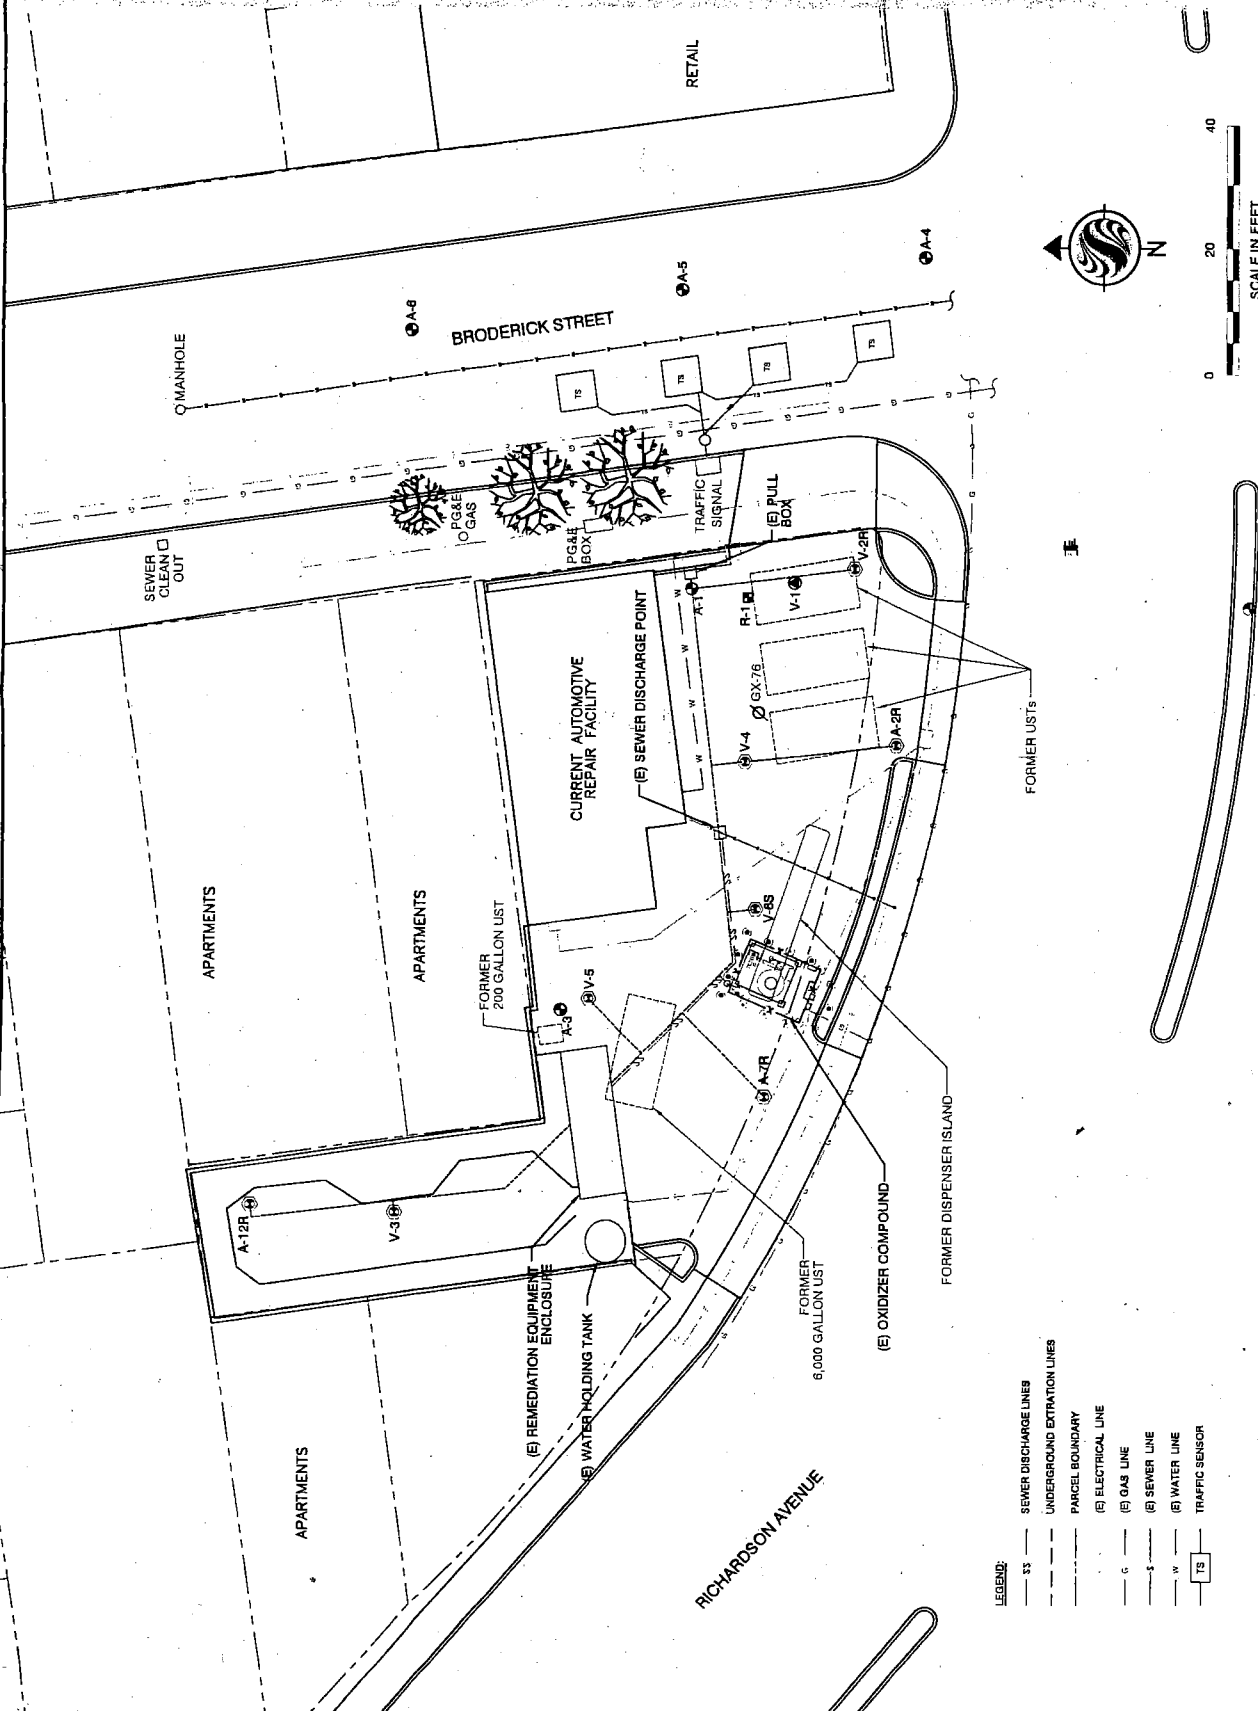 RETAIL
MANHOLE
A-6
BRODERICK STREET
A-5
A-4
TS
TS
TS
TS
SEWER
CLEAN
OUT
PG&E
GAS
PG&E
BOX
TRAFFIC
SIGNAL
(E) PULL
BOX
APARTMENTS
APARTMENTS
APARTMENTS
CURRENT AUTOMOTIVE
REPAIR FACILITY
(E) SEWER DISCHARGE POINT
A-1
R-1
V-1
V-2R
GX-76
V-4
A-2R
FORMER USTs
FORMER
200 GALLON UST
A-3
V-5
V-6S
A-7R
A-12R
V-3
(E) REMEDIATION EQUIPMENT
ENCLOSURE
(E) WATER HOLDING TANK
FORMER
6,000 GALLON UST
(E) OXIDIZER COMPOUND
FORMER DISPENSER ISLAND
RICHARDSON AVENUE
N
0 20 40
SCALE IN FEET
LEGEND:
SS SEWER DISCHARGE LINES
UNDERGROUND EXTRATION LINES
PARCEL BOUNDARY
(E) ELECTRICAL LINE
G (E) GAS LINE
S (E) SEWER LINE
W (E) WATER LINE
TS TRAFFIC SENSOR